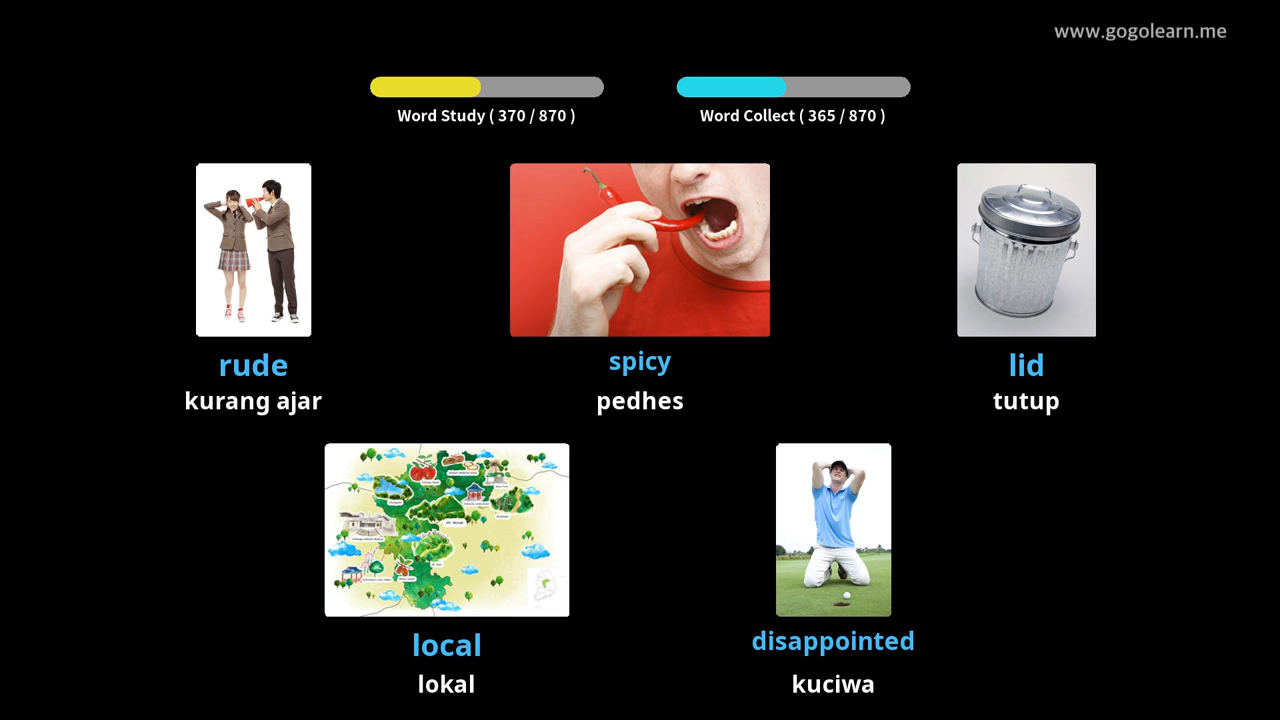 www.gogolearn.me
Word Study ( 370 / 870 )
Word Collect ( 365 / 870 )
rude
kurang ajar
spicy
pedhes
lid
tutup
local
lokal
disappointed
kuciwa